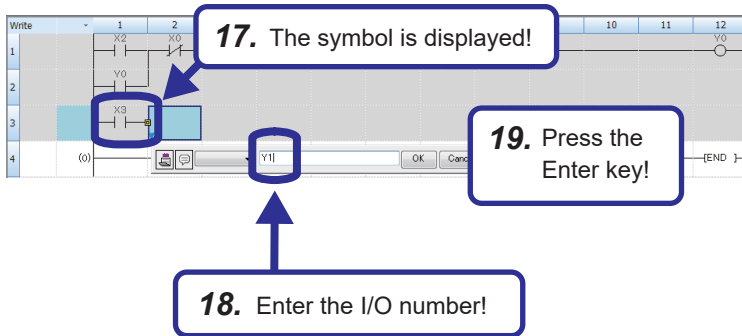 Write 1 2 10 11 12
17. The symbol is displayed!
1 X2 X0 Y0
2 Y0
3 X3
19. Press the
Enter key!
4 (0) Y1 OK Canc [END ]
18. Enter the I/O number!